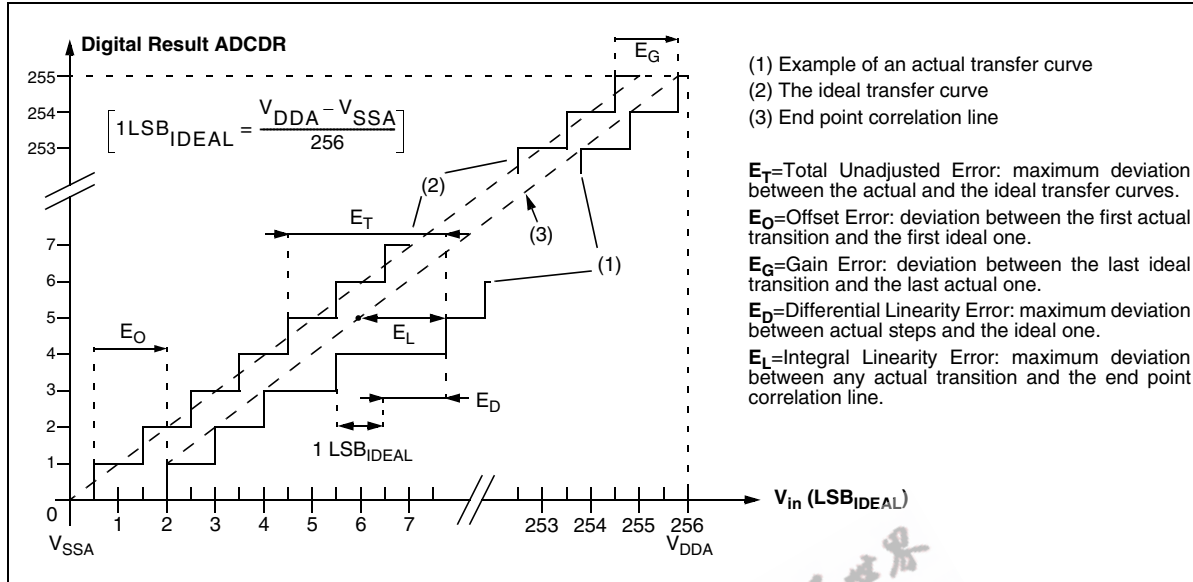 Digital Result ADCDR
E_G
255
254
253
1LSB_IDEAL = (V_DDA – V_SSA) / 256
(2)
E_T
(3)
(1)
7
6
5
4
3
2
1
0
E_O
E_L
E_D
1 LSB_IDEAL
1 2 3 4 5 6 7 253 254 255 256
V_in (LSB_IDEAL)
V_SSA
V_DDA
(1) Example of an actual transfer curve
(2) The ideal transfer curve
(3) End point correlation line
E_T=Total Unadjusted Error: maximum deviation
between the actual and the ideal transfer curves.
E_O=Offset Error: deviation between the first actual
transition and the first ideal one.
E_G=Gain Error: deviation between the last ideal
transition and the last actual one.
E_D=Differential Linearity Error: maximum deviation
between actual steps and the ideal one.
E_L=Integral Linearity Error: maximum deviation
between any actual transition and the end point
correlation line.